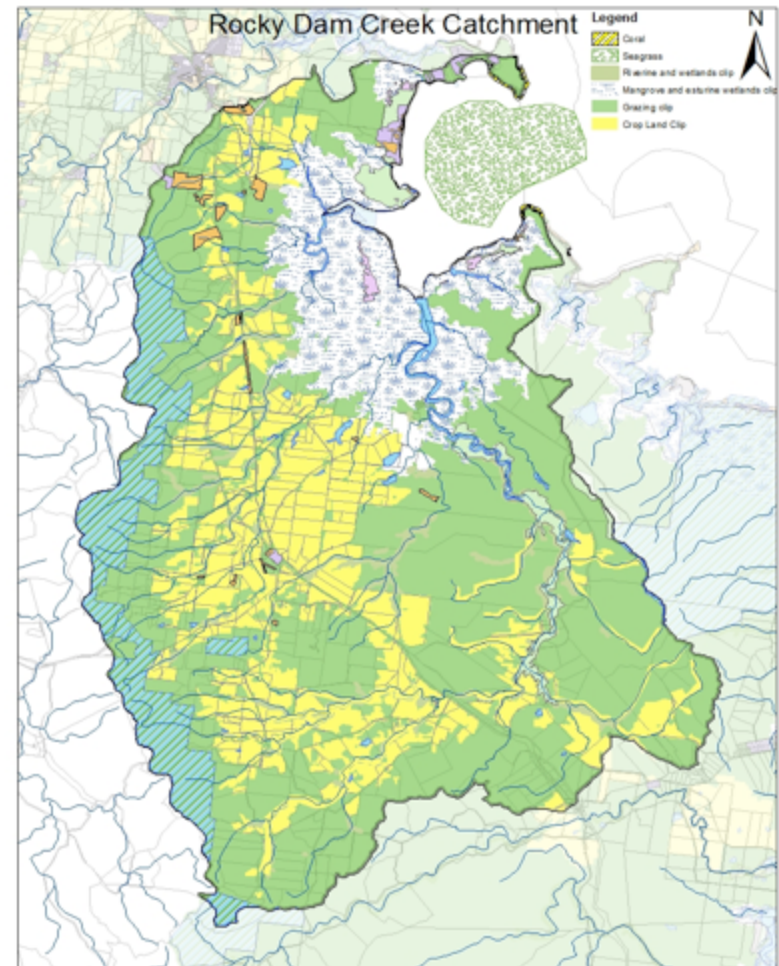 Rocky Dam Creek Catchment
Legend
Coral
Seagrass
Riverine and wetlands clip
Mangrove and esturine wetlands clip
Grazing clip
Crop Land Clip
N